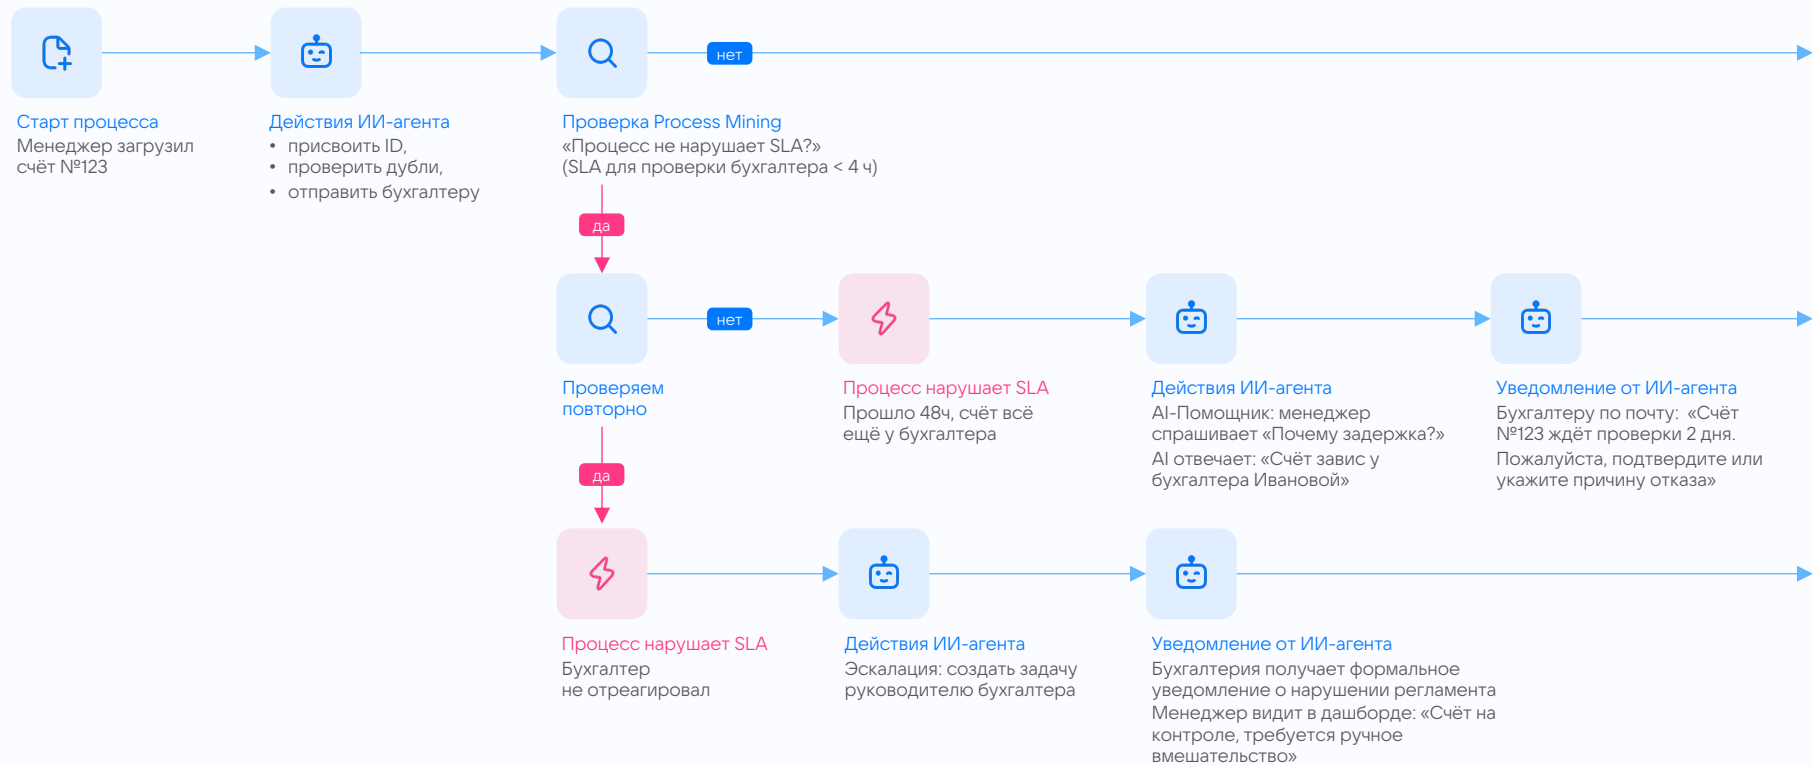 нет
Старт процесса
Менеджер загрузил
счёт №123
Действия ИИ-агента
• присвоить ID,
• проверить дубли,
• отправить бухгалтеру
Проверка Process Mining
«Процесс не нарушает SLA?»
(SLA для проверки бухгалтера < 4 ч)
да
нет
Проверяем
повторно
Процесс нарушает SLA
Прошло 48ч, счёт всё
ещё у бухгалтера
Действия ИИ-агента
AI-Помощник: менеджер
спрашивает «Почему задержка?»
AI отвечает: «Счёт завис у
бухгалтера Ивановой»
Уведомление от ИИ-агента
Бухгалтеру по почту: «Счёт
№123 ждёт проверки 2 дня.
Пожалуйста, подтвердите или
укажите причину отказа»
да
Процесс нарушает SLA
Бухгалтер
не отреагировал
Действия ИИ-агента
Эскалация: создать задачу
руководителю бухгалтера
Уведомление от ИИ-агента
Бухгалтерия получает формальное
уведомление о нарушении регламента
Менеджер видит в дашборде: «Счёт на
контроле, требуется ручное
вмешательство»